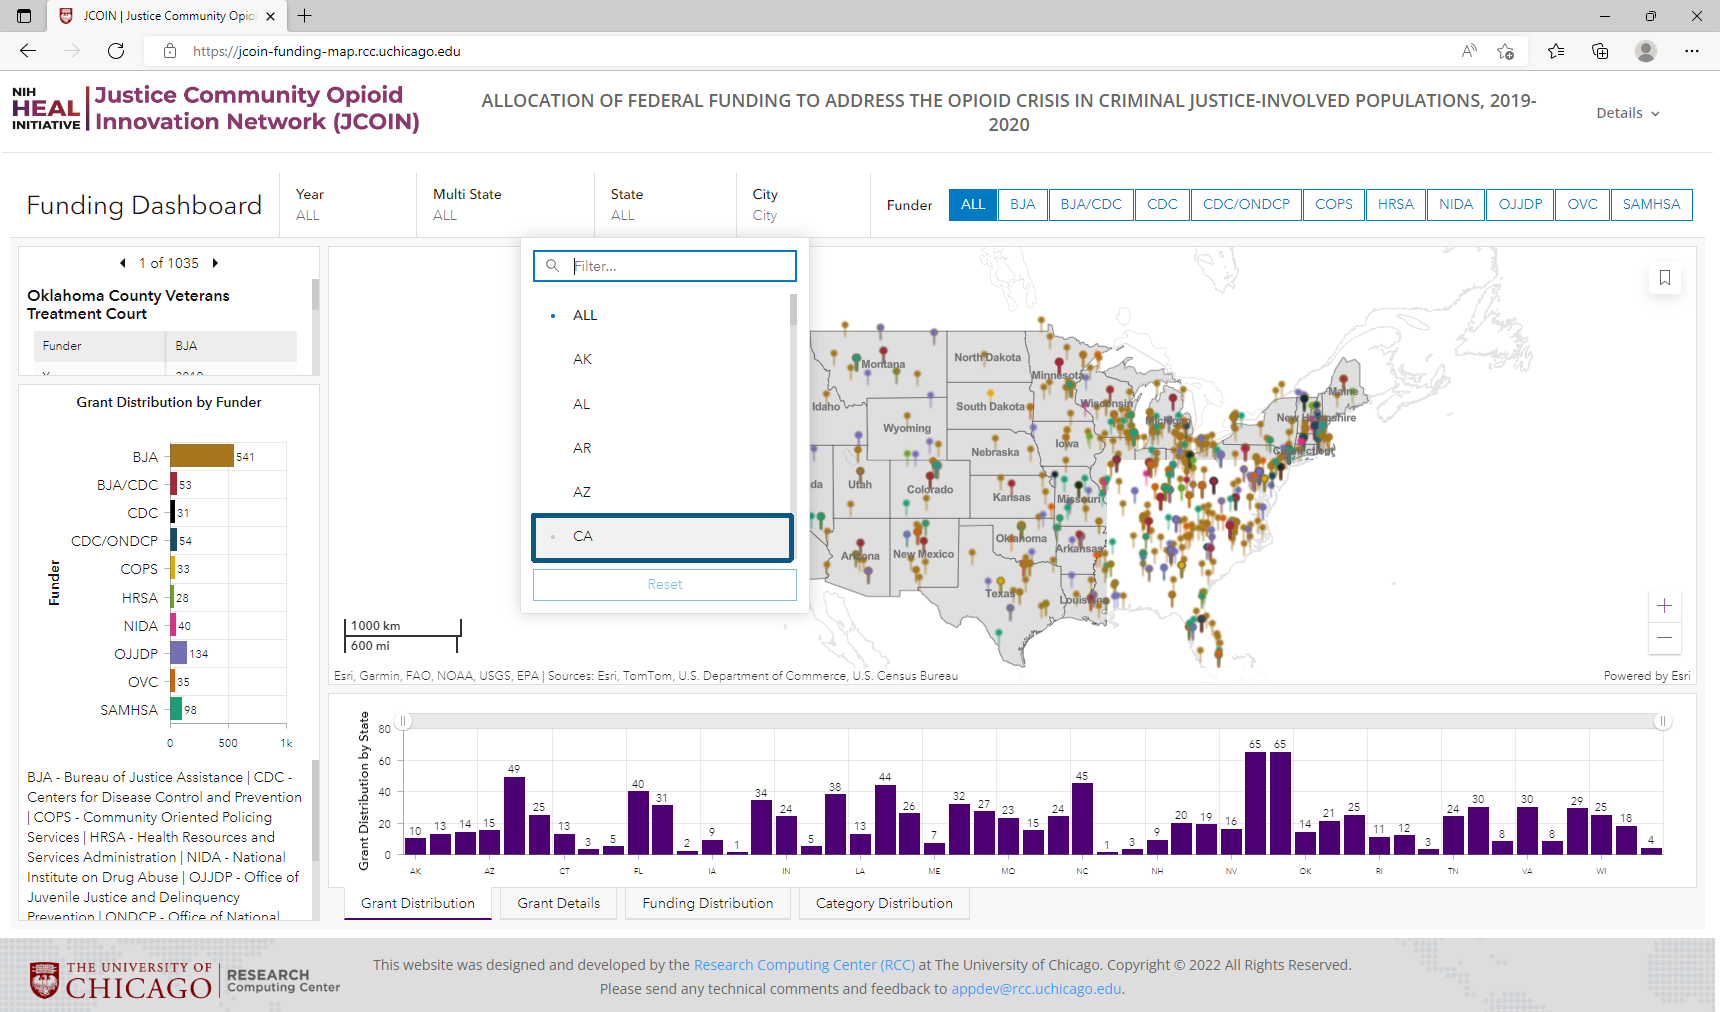 JCOIN | Justice Community Opioi
https://jcoin-funding-map.rcc.uchicago.edu
NIH
HEAL
INITIATIVE
Justice Community Opioid
Innovation Network (JCOIN)
ALLOCATION OF FEDERAL FUNDING TO ADDRESS THE OPIOID CRISIS IN CRIMINAL JUSTICE-INVOLVED POPULATIONS, 2019-
2020
Details
Funding Dashboard
Year
ALL
Multi State
ALL
State
ALL
City
City
Funder
ALL
BJA
BJA/CDC
CDC
CDC/ONDCP
COPS
HRSA
NIDA
OJJDP
OVC
SAMHSA
1 of 1035
Oklahoma County Veterans
Treatment Court
Funder BJA
Grant Distribution by Funder
Funder
BJA 541
BJA/CDC 53
CDC 31
CDC/ONDCP 54
COPS 33
HRSA 28
NIDA 40
OJJDP 134
OVC 35
SAMHSA 98
0 500 1k
BJA - Bureau of Justice Assistance | CDC -
Centers for Disease Control and Prevention
| COPS - Community Oriented Policing
Services | HRSA - Health Resources and
Services Administration | NIDA - National
Institute on Drug Abuse | OJJDP - Office of
Juvenile Justice and Delinquency
Prevention | ONDCP - Office of National
Filter...
ALL
AK
AL
AR
AZ
CA
Reset
Montana
North Dakota
Minnesota
Idaho
South Dakota
Wisconsin
Michigan
Maine
New Hampshire
Wyoming
Iowa
Nebraska
Connecticut
da
Utah
Colorado
Kansas
Missouri
Arizona
New Mexico
Oklahoma
Arkansas
Texas
Louisiana
1000 km
600 mi
Esri, Garmin, FAO, NOAA, USGS, EPA | Sources: Esri, TomTom, U.S. Department of Commerce, U.S. Census Bureau
Powered by Esri
Grant Distribution by State
80
60
40
20
0
10 13 14 15 49 25 13 3 5 40 31 2 9 1 34 24 5 38 13 44 26 7 32 27 23 15 24 45 1 3 9 20 19 16 65 65 14 21 25 11 12 3 24 30 8 30 8 29 25 18 4
AK AZ CT FL IA IN LA ME MO NC NH NV OK RI TN VA WI
Grant Distribution
Grant Details
Funding Distribution
Category Distribution
THE UNIVERSITY OF
CHICAGO
RESEARCH
Computing Center
This website was designed and developed by the Research Computing Center (RCC) at The University of Chicago. Copyright © 2022 All Rights Reserved.
Please send any technical comments and feedback to appdev@rcc.uchicago.edu.